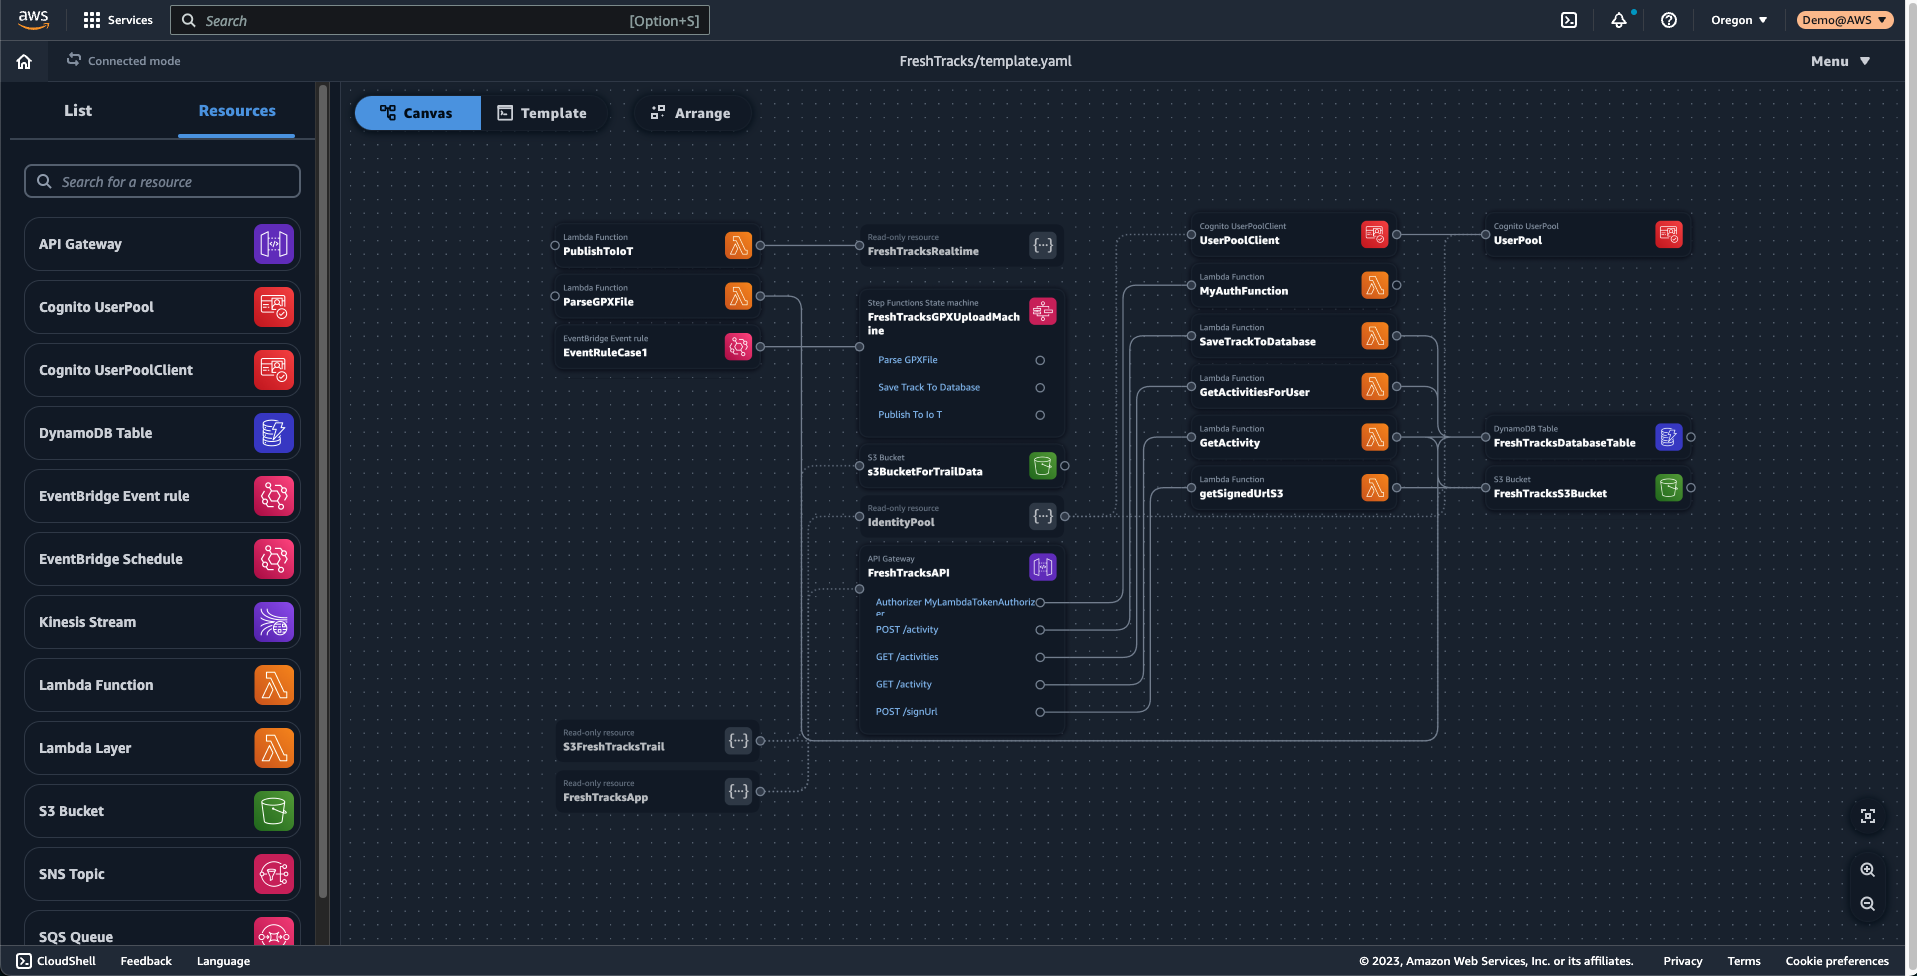 aws
Services
Search
[Option+S]
Oregon
Demo@AWS
Connected mode
FreshTracks/template.yaml
Menu
List
Resources
Canvas
Template
Arrange
Search for a resource
API Gateway
Cognito UserPool
Cognito UserPoolClient
DynamoDB Table
EventBridge Event rule
EventBridge Schedule
Kinesis Stream
Lambda Function
Lambda Layer
S3 Bucket
SNS Topic
SQS Queue
Lambda Function
PublishToIoT
Lambda Function
ParseGPXFile
EventBridge Event rule
EventRuleCase1
Read-only resource
S3FreshTracksTrail
Read-only resource
FreshTracksApp
Read-only resource
FreshTracksRealtime
Step Functions State machine
FreshTracksGPXUploadMach
ine
Parse GPXFile
Save Track To Database
Publish To Io T
S3 Bucket
s3BucketForTrailData
Read-only resource
IdentityPool
API Gateway
FreshTracksAPI
Authorizer MyLambdaTokenAuthoriz
er
POST /activity
GET /activities
GET /activity
POST /signUrl
Cognito UserPoolClient
UserPoolClient
Lambda Function
MyAuthFunction
Lambda Function
SaveTrackToDatabase
Lambda Function
GetActivitiesForUser
Lambda Function
GetActivity
Lambda Function
getSignedUrlS3
Cognito UserPool
UserPool
DynamoDB Table
FreshTracksDatabaseTable
S3 Bucket
FreshTracksS3Bucket
CloudShell
Feedback
Language
© 2023, Amazon Web Services, Inc. or its affiliates.
Privacy
Terms
Cookie preferences